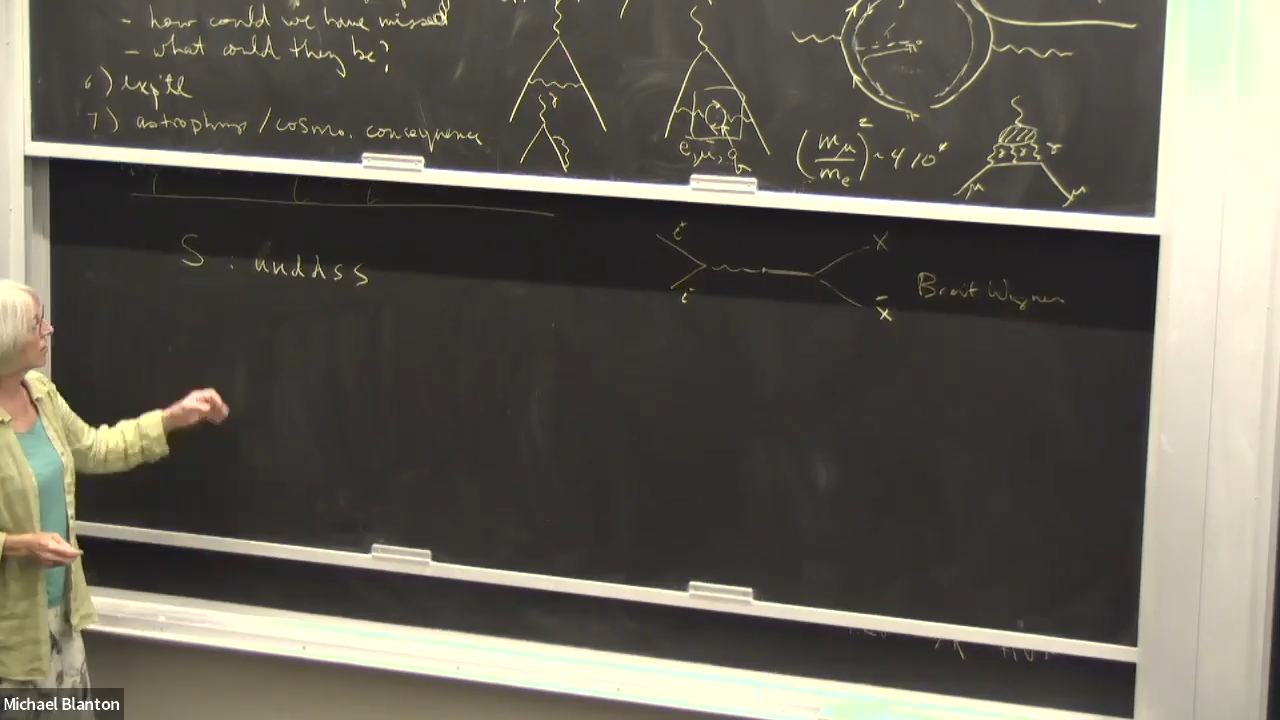 - how could we have missed
- what could they be?
6) exp'tl
7) astrophys / cosmo. consequence
γ
e, μ, q
(mμ/me)² ~ 4 10⁴
γ
μ
μ
S : uuddss
e⁺
e⁻
X
X̄
Breit Wigner
Michael Blanton